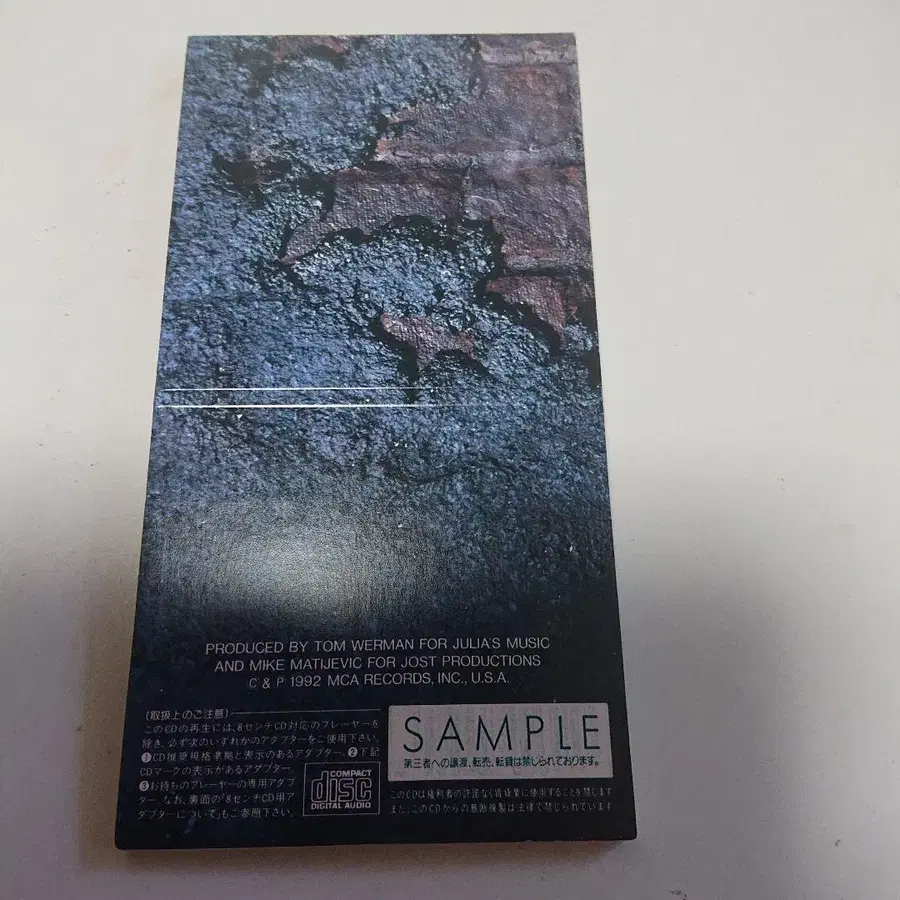 PRODUCED BY TOM WERMAN FOR JULIA'S MUSIC
AND MIKE MATIJEVIC FOR JOST PRODUCTIONS
C & P 1992 MCA RECORDS, INC., U.S.A.
(取扱上のご注意)
このCDの再生には、8センチCD対応のプレーヤーを
除き、必ず次のいずれかのアダプターをご使用下さい。
❶CD推奨規格準拠と表示のあるアダプター、❷下記
CDマークの表示があるアダプター
❸お持ちのプレーヤーの専用アダプ
ター、なお、裏面の「8センチCD用ア
ダプターについて」もご参照下さい。
COMPACT
disc
DIGITAL AUDIO
SAMPLE
第三者への譲渡、転売、転貸は禁じられております。
このCDは権利者の許諾なく賃貸業に使用することを禁じます
また、このCDからの無断複製は法律で禁じられています